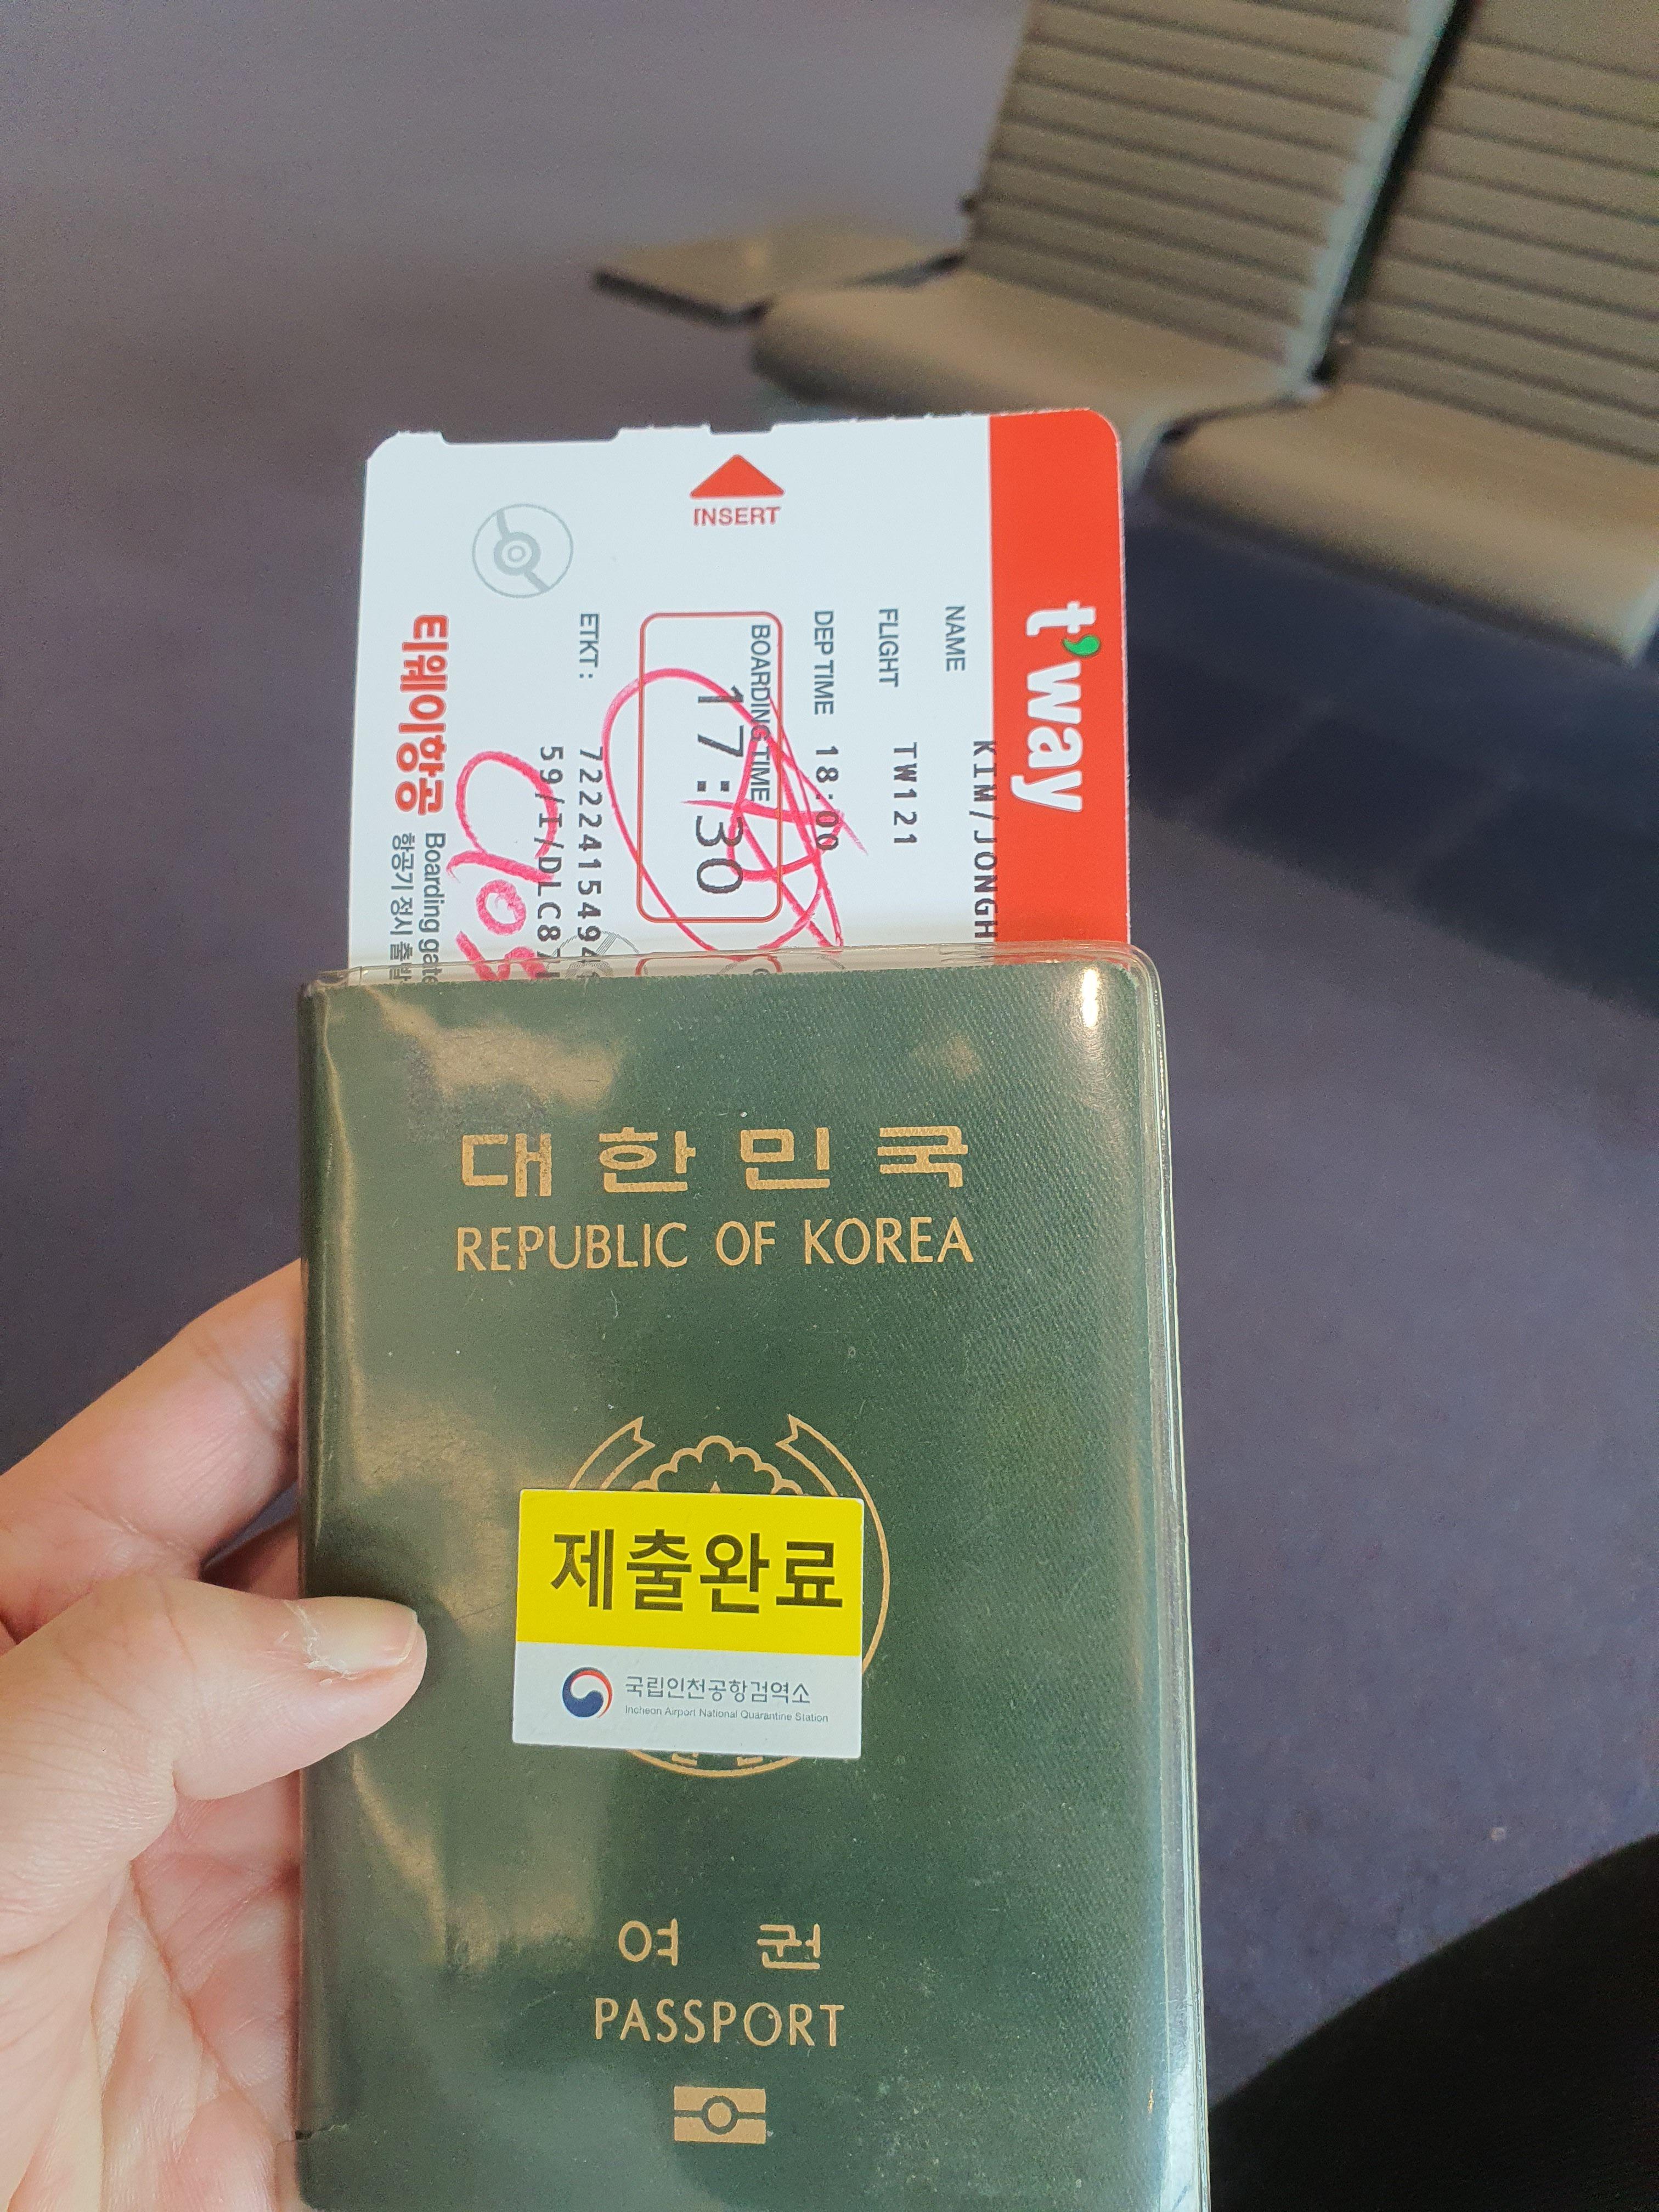 t'way
NAME KIM/JONGH
FLIGHT TW121
DEP TIME 18:00
BOARDING TIME
17:30
ETKT:
59/I/DLC87
INSERT
티웨이항공
Boarding gate
항공기 정시 출발
대한민국
REPUBLIC OF KOREA
제출완료
국립인천공항검역소
Incheon Airport National Quarantine Station
여 권
PASSPORT